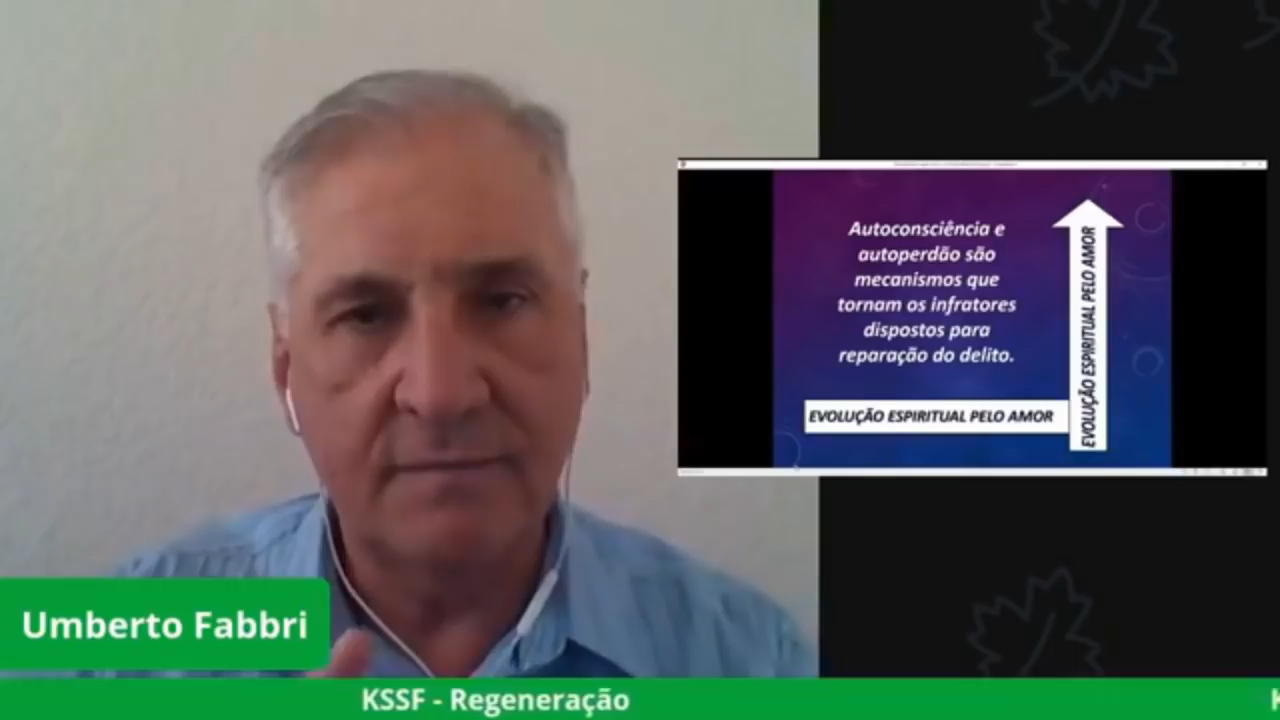 Autoconsciência e
autoperdão são
mecanismos que
tornam os infratores
dispostos para
reparação do delito.
EVOLUÇÃO ESPIRITUAL PELO AMOR
EVOLUÇÃO ESPIRITUAL PELO AMOR
Umberto Fabbri
KSSF - Regeneração